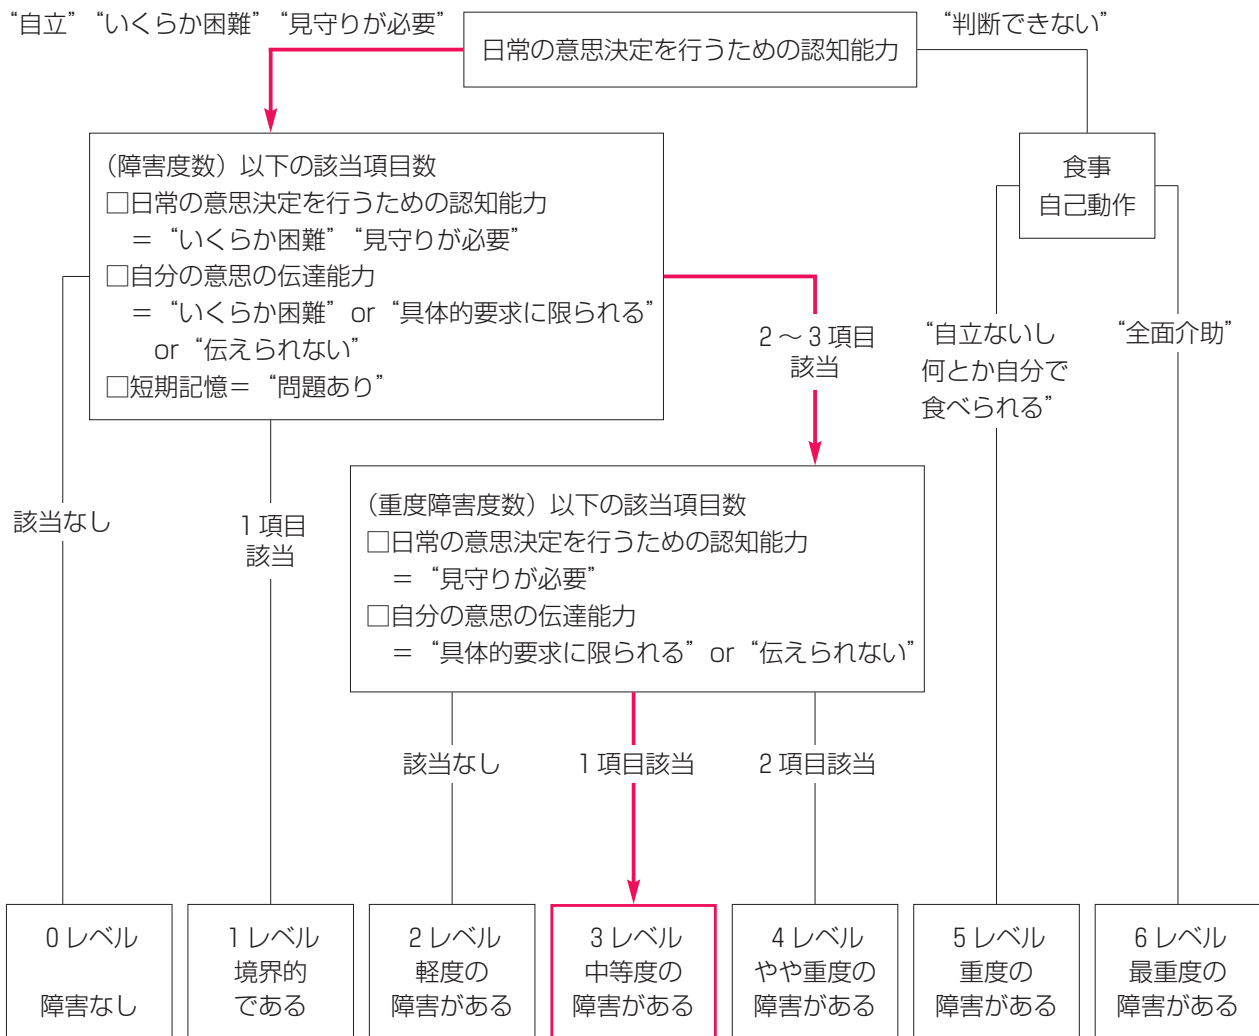 “自立” “いくらか困難” “見守りが必要”
“判断できない”
日常の意思決定を行うための認知能力
（障害度数）以下の該当項目数
□日常の意思決定を行うための認知能力
＝“いくらか困難” “見守りが必要”
□自分の意思の伝達能力
＝“いくらか困難” or “具体的要求に限られる”
or “伝えられない”
□短期記憶＝“問題あり”
食事
自己動作
2～3項目
該当
“自立ないし
何とか自分で
食べられる”
“全面介助”
該当なし
1項目
該当
（重度障害度数）以下の該当項目数
□日常の意思決定を行うための認知能力
＝“見守りが必要”
□自分の意思の伝達能力
＝“具体的要求に限られる” or “伝えられない”
該当なし
1項目該当
2項目該当
0レベル
障害なし
1レベル
境界的
である
2レベル
軽度の
障害がある
3レベル
中等度の
障害がある
4レベル
やや重度の
障害がある
5レベル
重度の
障害がある
6レベル
最重度の
障害がある